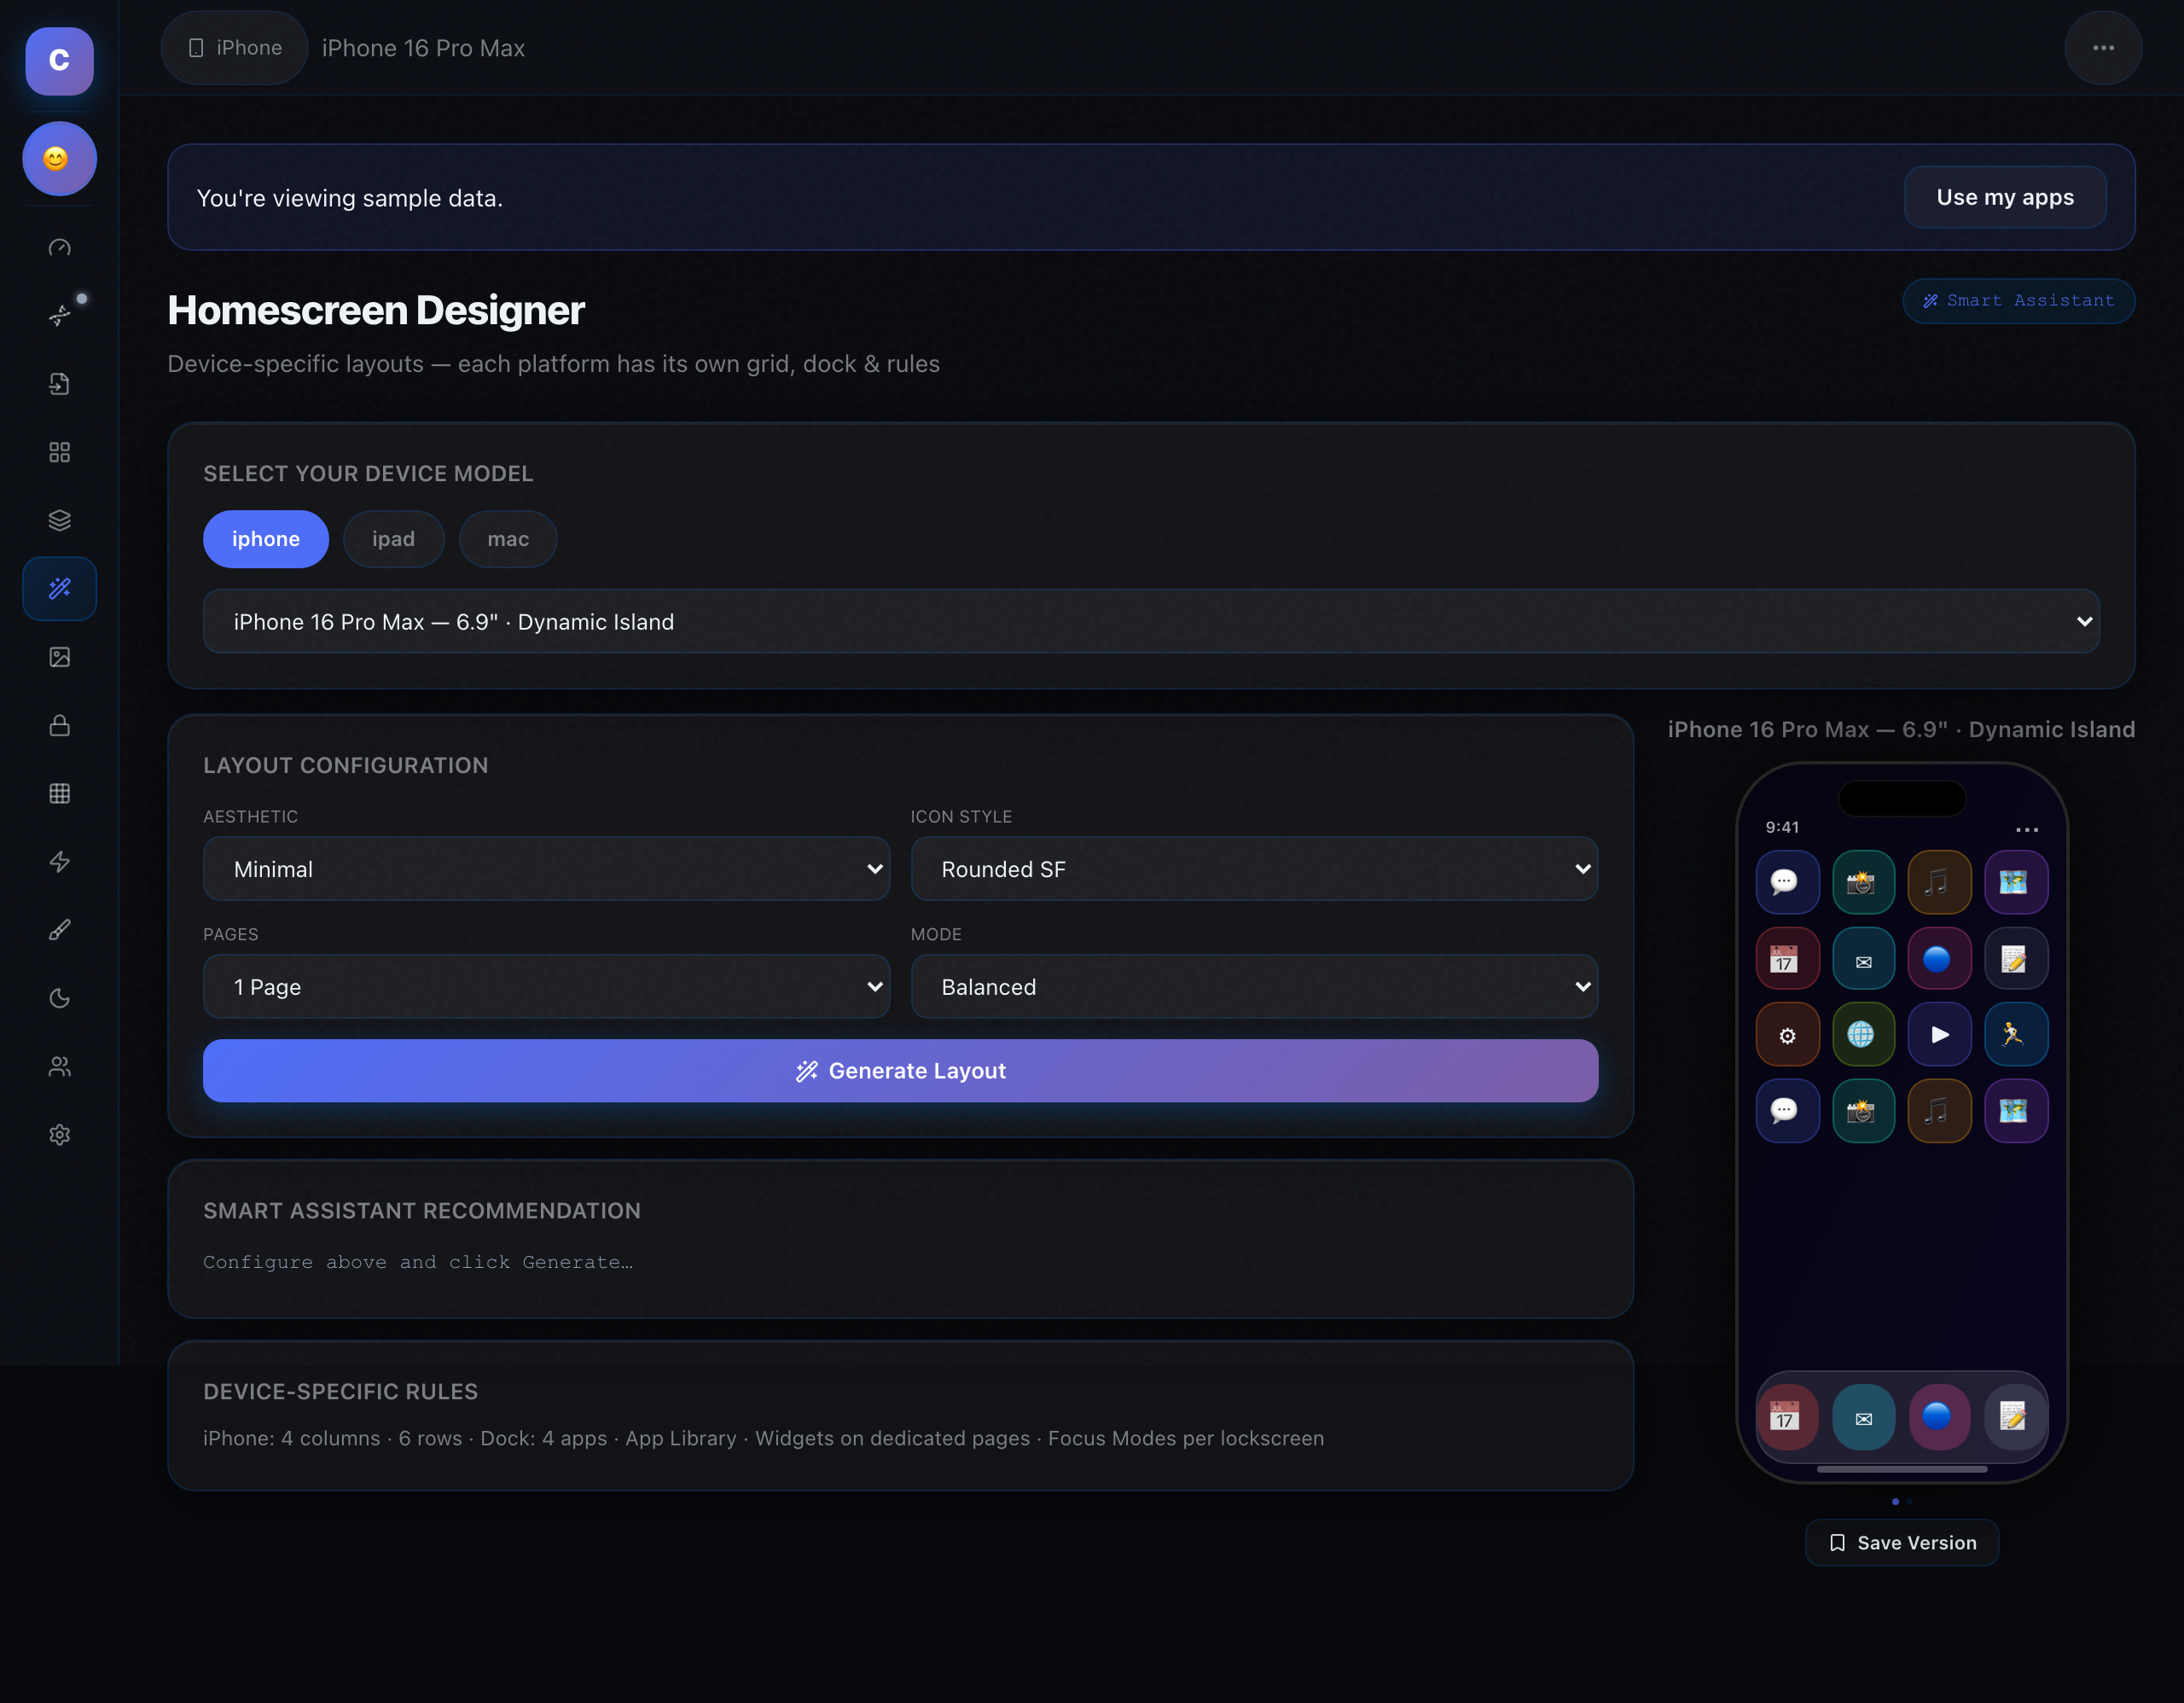 C
iPhone
iPhone 16 Pro Max
You're viewing sample data.
Use my apps
Homescreen Designer
Smart Assistant
Device-specific layouts — each platform has its own grid, dock & rules
SELECT YOUR DEVICE MODEL
iphone
ipad
mac
iPhone 16 Pro Max — 6.9" · Dynamic Island
LAYOUT CONFIGURATION
AESTHETIC
ICON STYLE
Minimal
Rounded SF
PAGES
MODE
1 Page
Balanced
Generate Layout
SMART ASSISTANT RECOMMENDATION
Configure above and click Generate…
DEVICE-SPECIFIC RULES
iPhone: 4 columns · 6 rows · Dock: 4 apps · App Library · Widgets on dedicated pages · Focus Modes per lockscreen
iPhone 16 Pro Max — 6.9" · Dynamic Island
9:41
JUL
17
JUL
17
Save Version